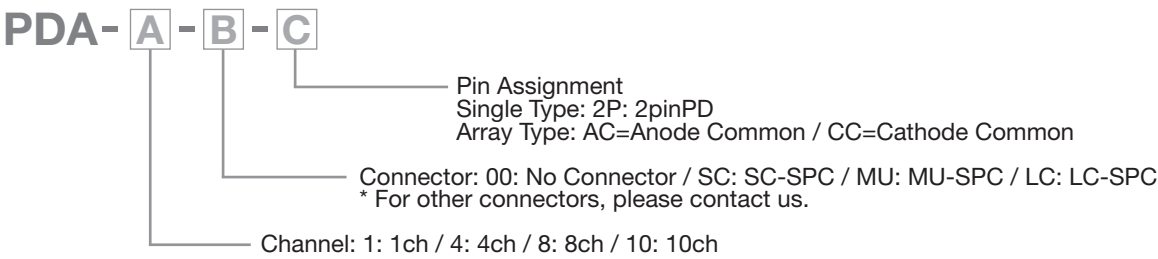 PDA- A - B - C
Pin Assignment
Single Type: 2P: 2pinPD
Array Type: AC=Anode Common / CC=Cathode Common
Connector: 00: No Connector / SC: SC-SPC / MU: MU-SPC / LC: LC-SPC
* For other connectors, please contact us.
Channel: 1: 1ch / 4: 4ch / 8: 8ch / 10: 10ch